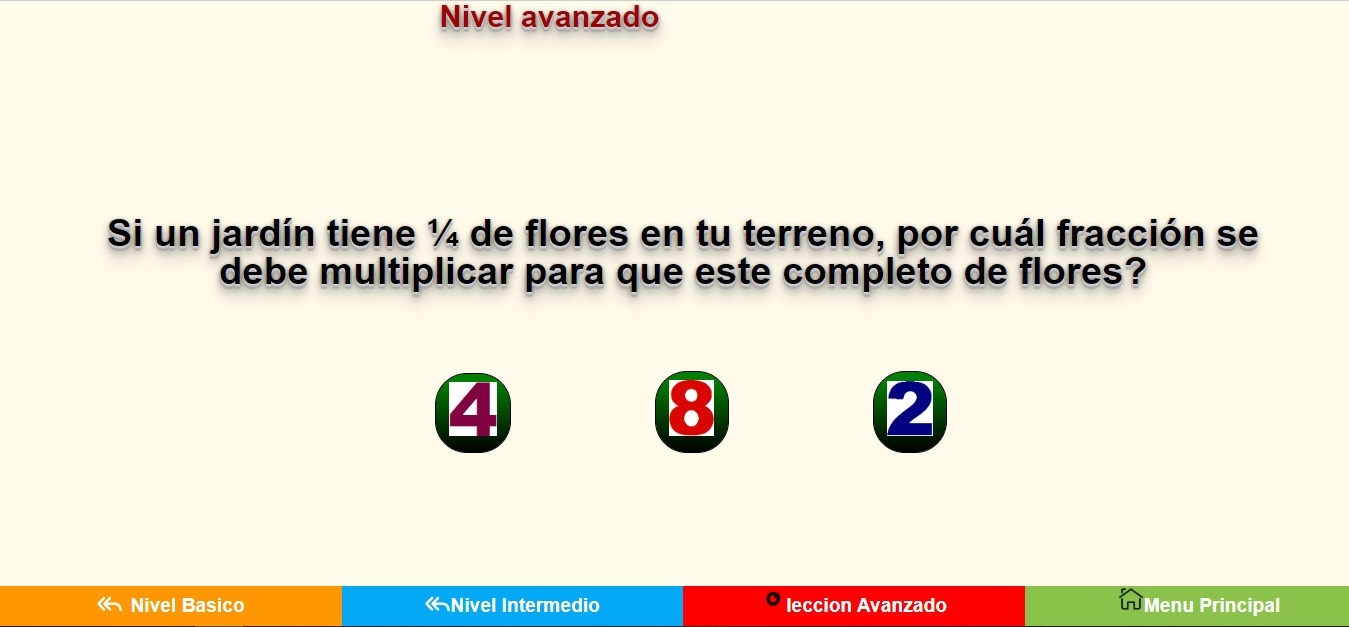 Nivel avanzado
Si un jardín tiene ¼ de flores en tu terreno, por cuál fracción se
debe multiplicar para que este completo de flores?
4 8 2
Nivel Basico Nivel Intermedio leccion Avanzado Menu Principal